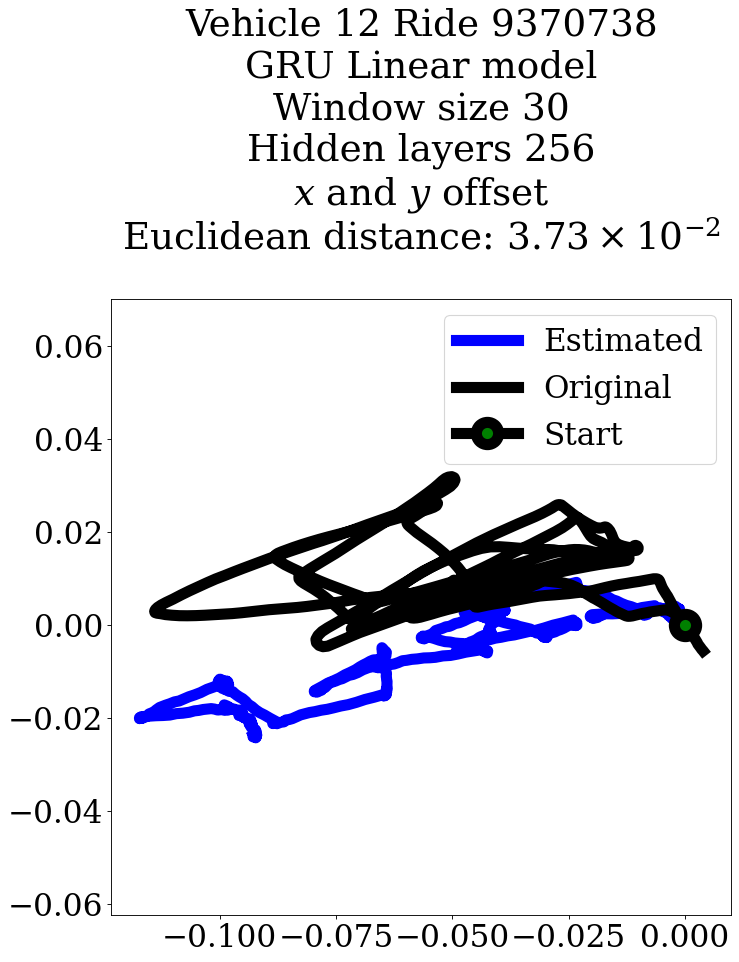 Vehicle 12 Ride 9370738
GRU Linear model
Window size 30
Hidden layers 256
x and y offset
Euclidean distance: 3.73 × 10⁻²
Estimated
Original
Start
0.06
0.04
0.02
0.00
−0.02
−0.04
−0.06
−0.100 −0.075 −0.050 −0.025 0.000